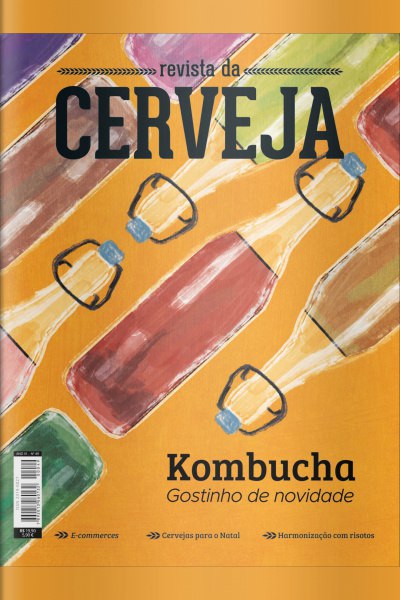 revista da
CERVEJA
Kombucha
Gostinho de novidade
E-commerces
Cervejas para o Natal
Harmonização com risotos